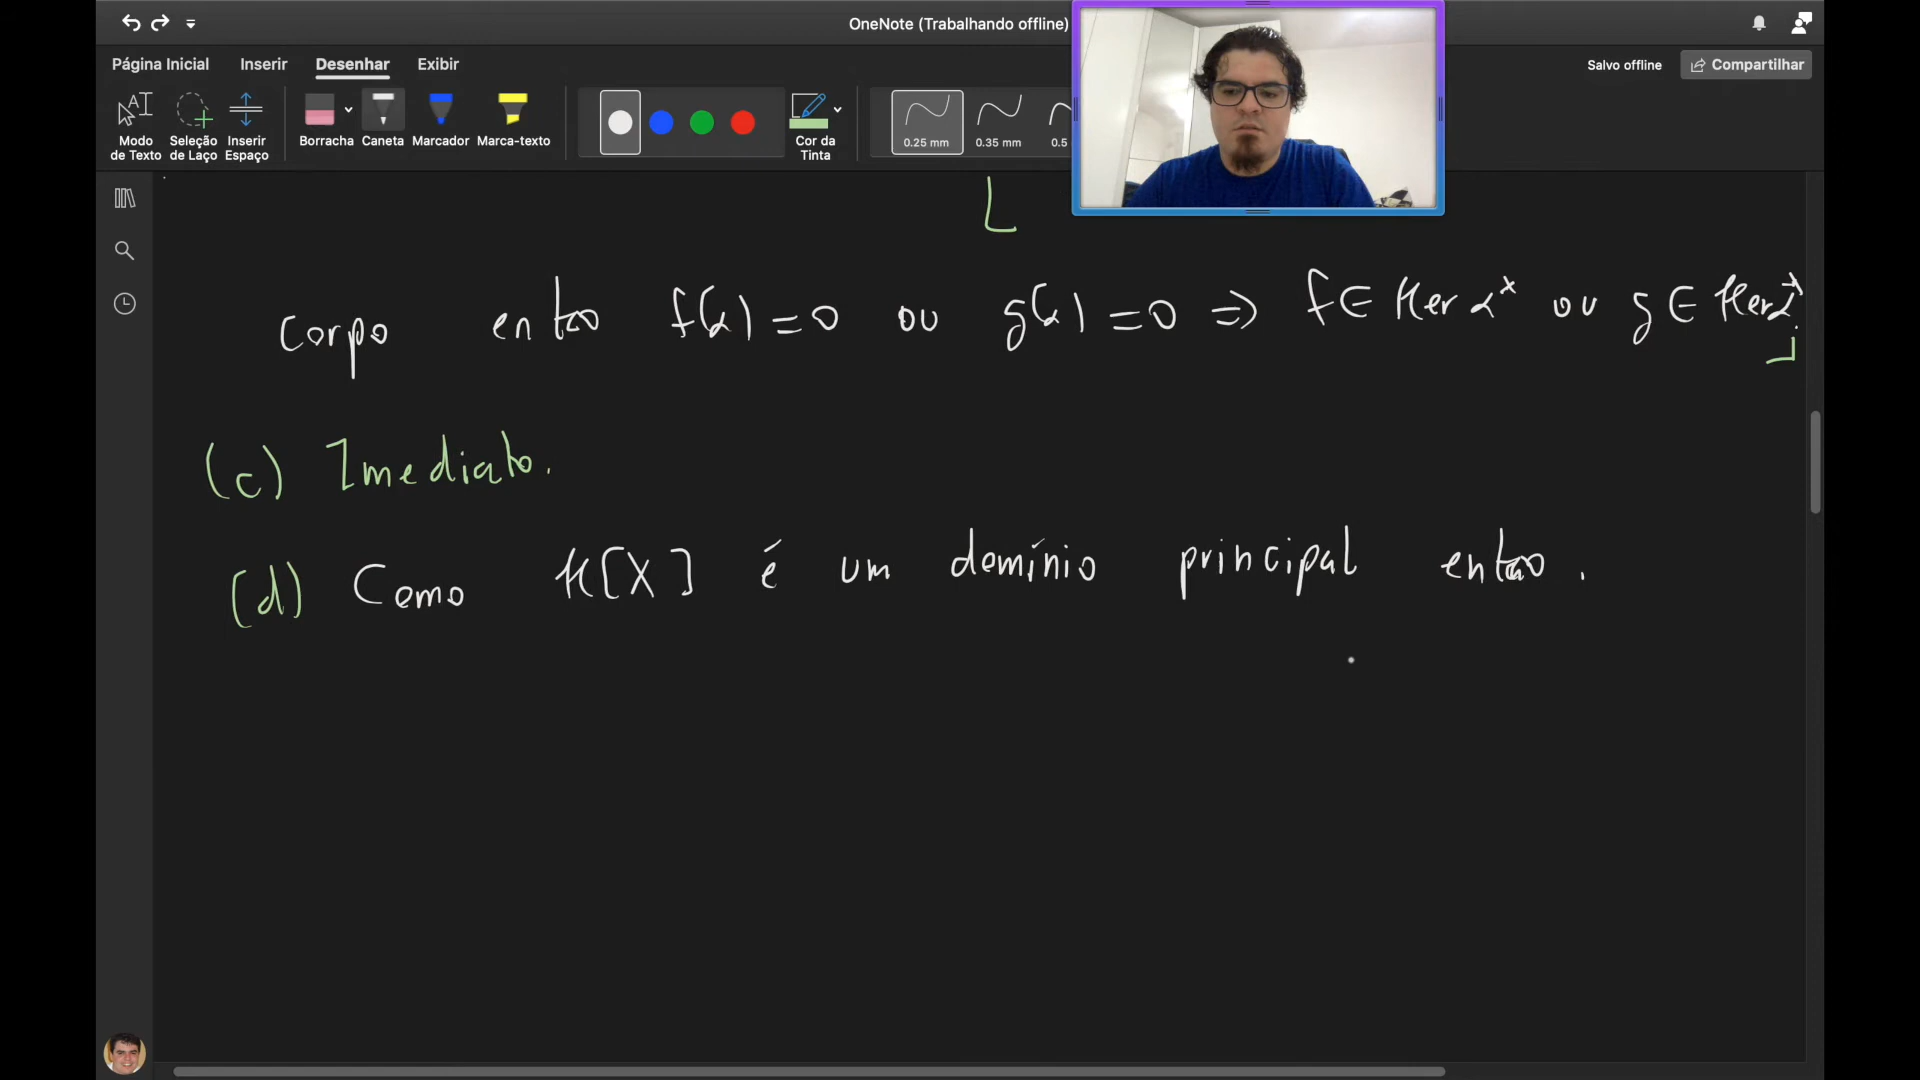 OneNote (Trabalhando offline)
Página Inicial Inserir Desenhar Exibir
Salvo offline Compartilhar
Modo de Texto
Seleção de Laço
Inserir Espaço
Borracha Caneta Marcador Marca-texto
Cor da Tinta
0.25 mm 0.35 mm 0.5
corpo então f(α) = 0 ou g(α) = 0 ⇒ f ∈ Ker α* ou g ∈ Ker α*.
(c) Imediato.
(d) Como K[X] é um domínio principal então .